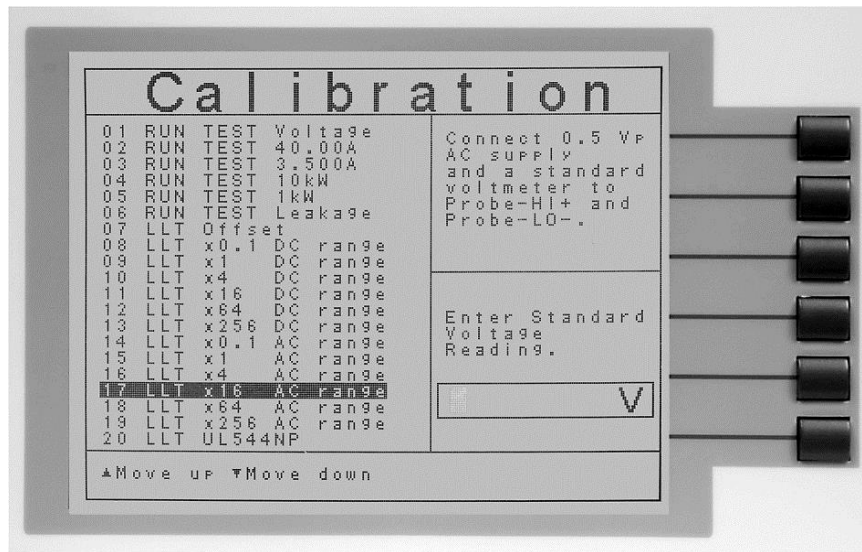 Calibration
01 RUN TEST Voltage
02 RUN TEST 40.00A
03 RUN TEST 3.500A
04 RUN TEST 10kW
05 RUN TEST 1kW
06 RUN TEST Leakage
07 LLT Offset
08 LLT x0.1 DC range
09 LLT x1 DC range
10 LLT x4 DC range
11 LLT x16 DC range
12 LLT x64 DC range
13 LLT x256 DC range
14 LLT x0.1 AC range
15 LLT x1 AC range
16 LLT x4 AC range
17 LLT x16 AC range
18 LLT x64 AC range
19 LLT x256 AC range
20 LLT UL544NP
Connect 0.5 Vp
AC supply
and a standard
voltmeter to
Probe-HI+ and
Probe-LO-.
Enter Standard
Voltage
Reading.
V
▲Move up ▼Move down